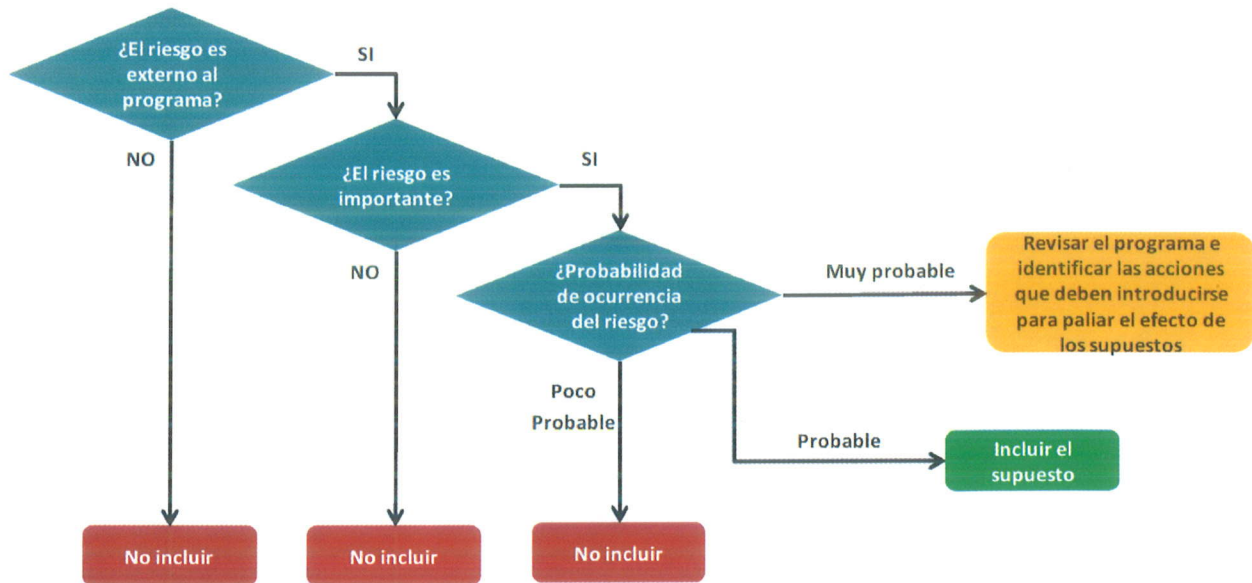 ¿El riesgo es
externo al
programa?
SI
NO
¿El riesgo es
importante?
SI
NO
¿Probabilidad
de ocurrencia
del riesgo?
Muy probable
Revisar el programa e
identificar las acciones
que deben introducirse
para paliar el efecto de
los supuestos
Poco
Probable
Probable
Incluir el
supuesto
No incluir
No incluir
No incluir